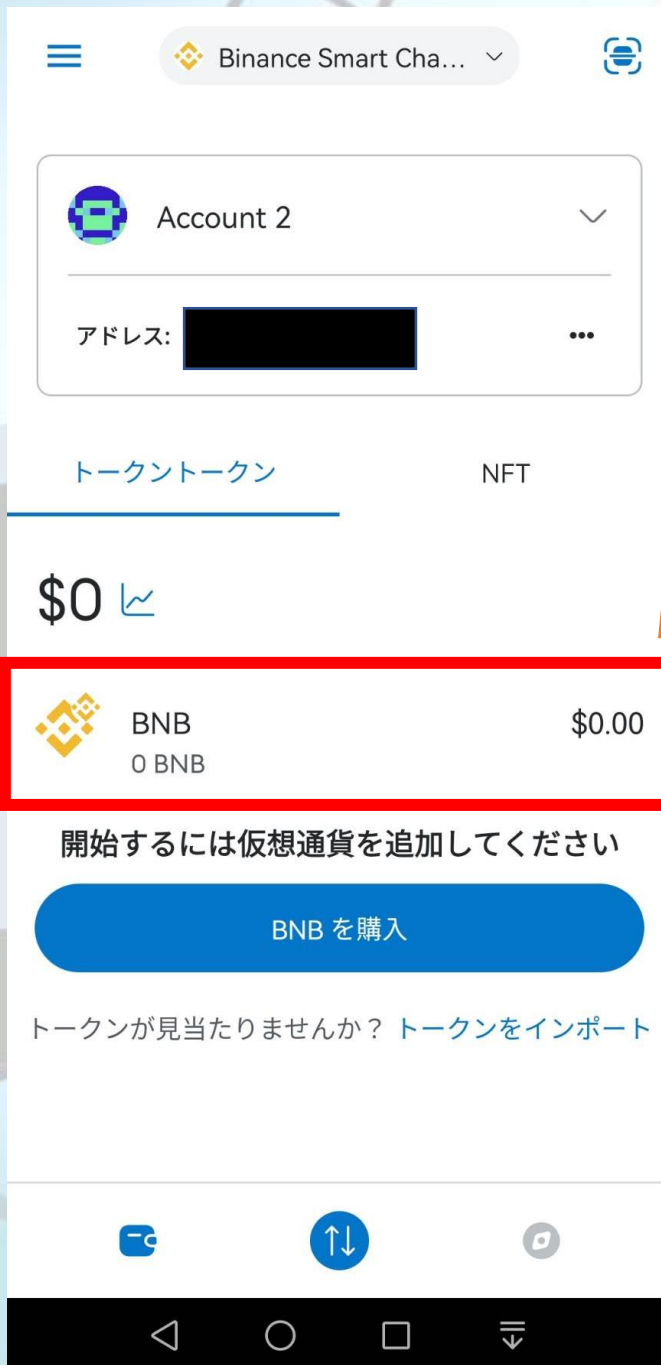 Binance Smart Cha...
Account 2
アドレス:
トークントークン
NFT
$0
BNB
$0.00
0 BNB
開始するには仮想通貨を追加してください
BNB を購入
トークンが見当たりませんか？ トークンをインポート